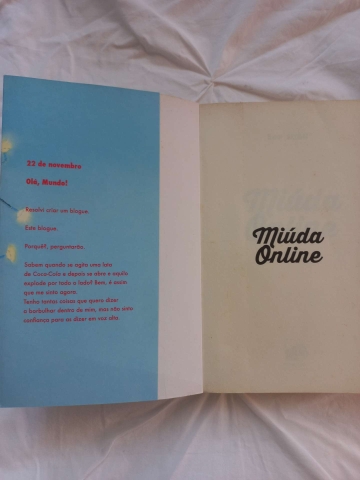 22 de novembro
Olá, Mundo!
Resolvi criar um blogue.
Este blogue.
Porquê?, perguntarão.
Sabem quando se agita uma lata
de Coca-Cola e depois se abre e aquilo
explode por todo o lado? Bem, é assim
que me sinto agora.
Tenho tantas coisas que quero dizer
a borbulhar dentro de mim, mas não sinto
confiança para as dizer em voz alta.
Miúda
Online